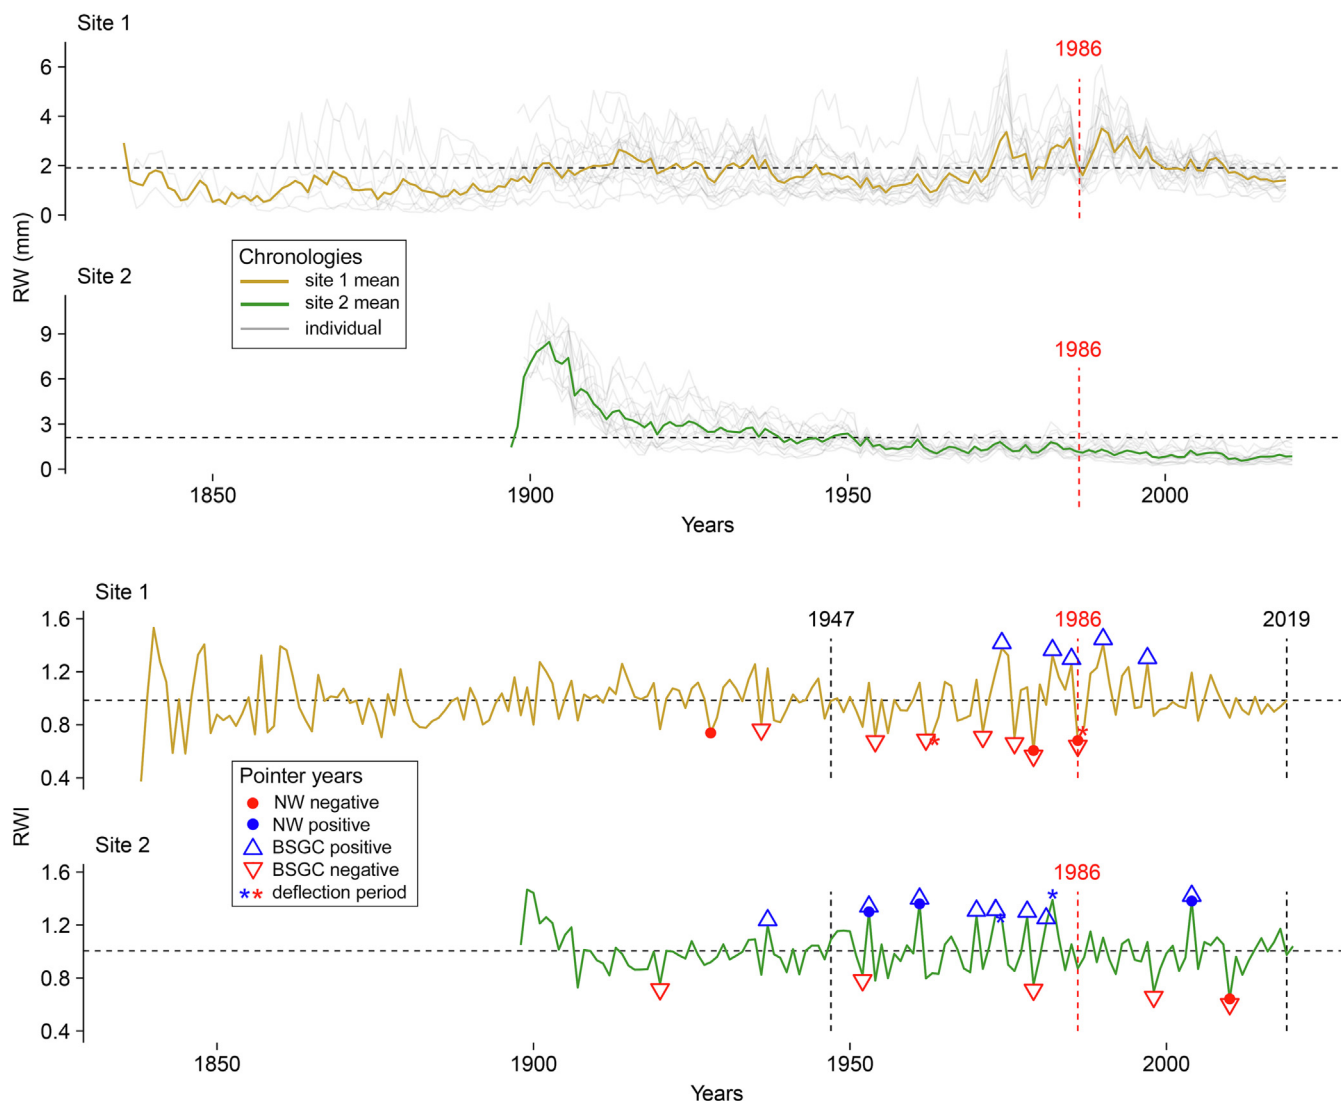 Site 1
1986
6
4
2
0
RW (mm)
Chronologies
site 1 mean
site 2 mean
individual
Site 2
1986
9
6
3
0
1850
1900
1950
2000
Years
Site 1
1947
1986
2019
1.6
1.2
0.8
0.4
RWI
Pointer years
NW negative
NW positive
BSGC positive
BSGC negative
** deflection period
Site 2
1986
1.6
1.2
0.8
0.4
1850
1900
1950
2000
Years